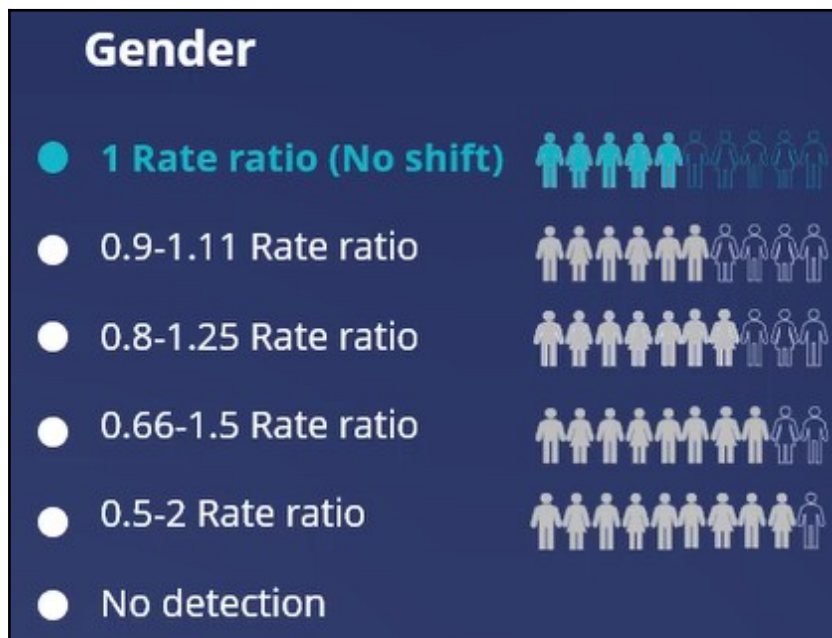 Gender
1 Rate ratio (No shift)
0.9-1.11 Rate ratio
0.8-1.25 Rate ratio
0.66-1.5 Rate ratio
0.5-2 Rate ratio
No detection